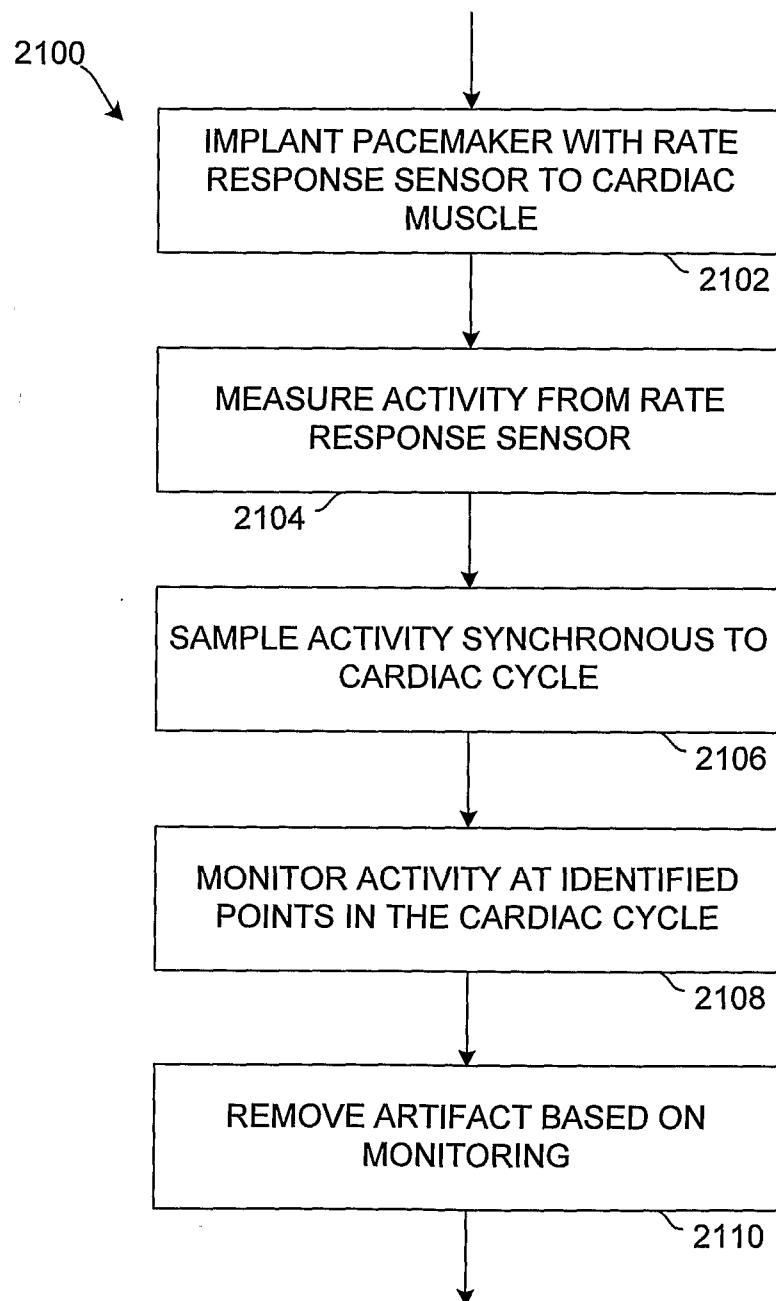 2100
IMPLANT PACEMAKER WITH RATE
RESPONSE SENSOR TO CARDIAC
MUSCLE
2102
MEASURE ACTIVITY FROM RATE
RESPONSE SENSOR
2104
SAMPLE ACTIVITY SYNCHRONOUS TO
CARDIAC CYCLE
2106
MONITOR ACTIVITY AT IDENTIFIED
POINTS IN THE CARDIAC CYCLE
2108
REMOVE ARTIFACT BASED ON
MONITORING
2110